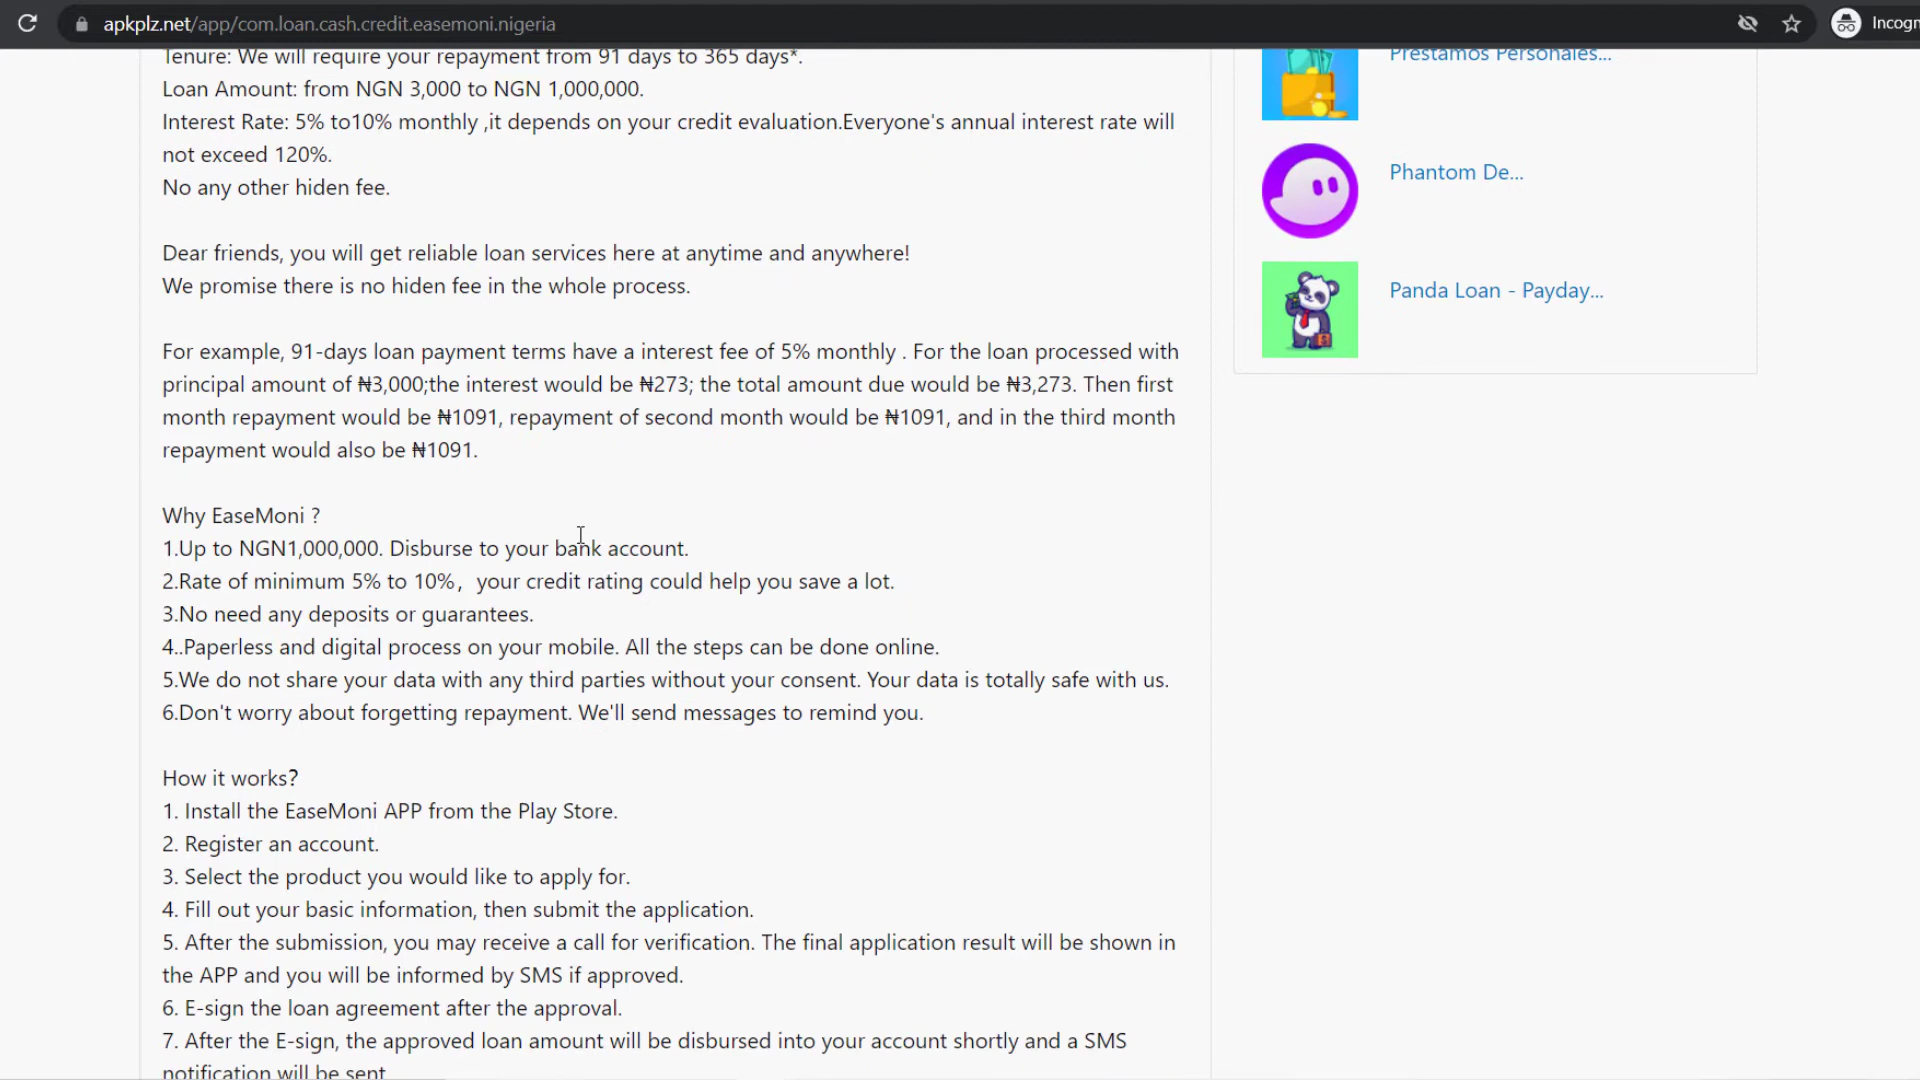 apkplz.net/app/com.loan.cash.credit.easemoni.nigeria
Incogn
Tenure: We will require your repayment from 91 days to 365 days*.
Loan Amount: from NGN 3,000 to NGN 1,000,000.
Interest Rate: 5% to10% monthly ,it depends on your credit evaluation.Everyone's annual interest rate will
not exceed 120%.
No any other hiden fee.
Dear friends, you will get reliable loan services here at anytime and anywhere!
We promise there is no hiden fee in the whole process.
For example, 91-days loan payment terms have a interest fee of 5% monthly . For the loan processed with
principal amount of ₦3,000;the interest would be ₦273; the total amount due would be ₦3,273. Then first
month repayment would be ₦1091, repayment of second month would be ₦1091, and in the third month
repayment would also be ₦1091.
Why EaseMoni ?
1.Up to NGN1,000,000. Disburse to your bank account.
2.Rate of minimum 5% to 10%，your credit rating could help you save a lot.
3.No need any deposits or guarantees.
4..Paperless and digital process on your mobile. All the steps can be done online.
5.We do not share your data with any third parties without your consent. Your data is totally safe with us.
6.Don't worry about forgetting repayment. We'll send messages to remind you.
How it works?
1. Install the EaseMoni APP from the Play Store.
2. Register an account.
3. Select the product you would like to apply for.
4. Fill out your basic information, then submit the application.
5. After the submission, you may receive a call for verification. The final application result will be shown in
the APP and you will be informed by SMS if approved.
6. E-sign the loan agreement after the approval.
7. After the E-sign, the approved loan amount will be disbursed into your account shortly and a SMS
notification will be sent
Préstamos Personales...
Phantom De...
Panda Loan - Payday...